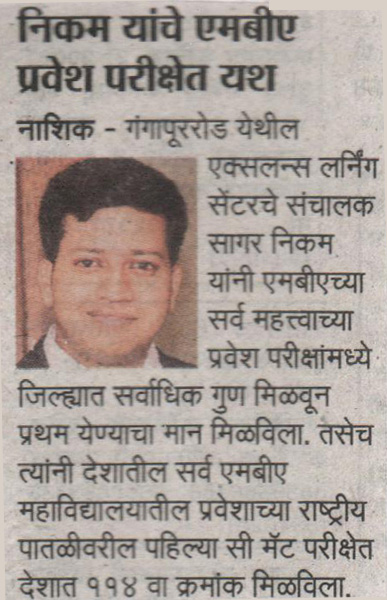 निकम यांचे एमबीए
प्रवेश परीक्षेत यश
नाशिक - गंगापूररोड येथील
एक्सलन्स लर्निंग
सेंटरचे संचालक
सागर निकम
यांनी एमबीएच्या
सर्व महत्त्वाच्या
प्रवेश परीक्षांमध्ये
जिल्ह्यात सर्वाधिक गुण मिळवून
प्रथम येण्याचा मान मिळविला. तसेच
त्यांनी देशातील सर्व एमबीए
महाविद्यालयातील प्रवेशाच्या राष्ट्रीय
पातळीवरील पहिल्या सी मॅट परीक्षेत
देशात ११४ वा क्रमांक मिळविला.